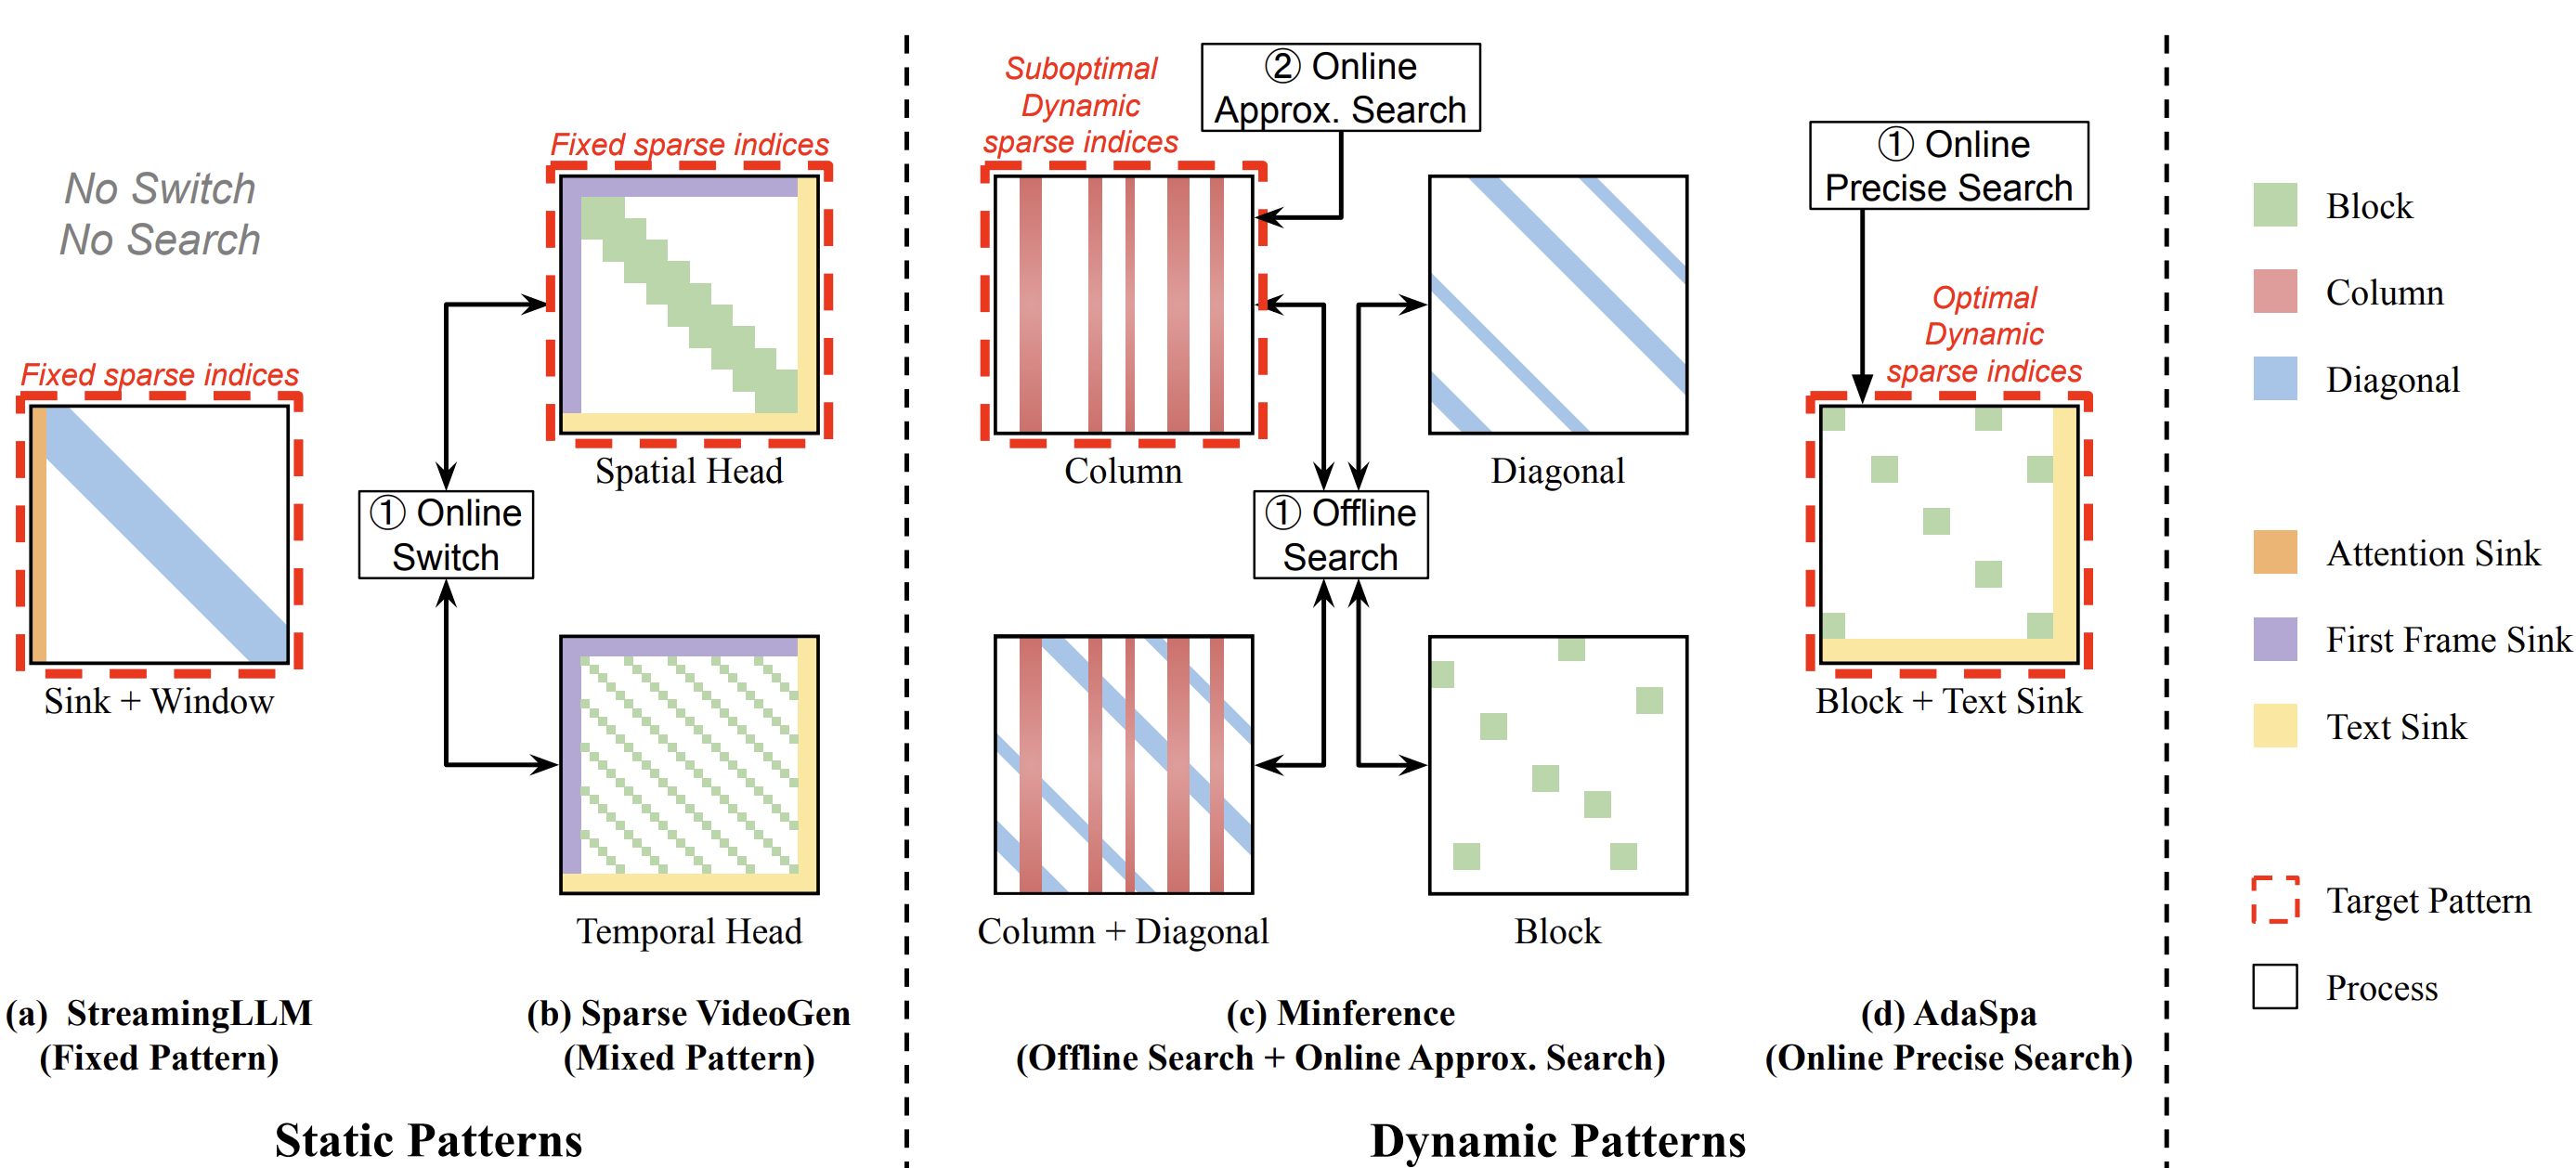 No Switch
No Search
Fixed sparse indices
Sink + Window
Fixed sparse indices
Spatial Head
① Online
Switch
Temporal Head
(a) StreamingLLM
(Fixed Pattern)
(b) Sparse VideoGen
(Mixed Pattern)
Static Patterns
Suboptimal
Dynamic
sparse indices
② Online
Approx. Search
Column
Diagonal
① Offline
Search
Column + Diagonal
Block
(c) Minference
(Offline Search + Online Approx. Search)
① Online
Precise Search
Optimal
Dynamic
sparse indices
Block + Text Sink
(d) AdaSpa
(Online Precise Search)
Dynamic Patterns
Block
Column
Diagonal
Attention Sink
First Frame Sink
Text Sink
Target Pattern
Process